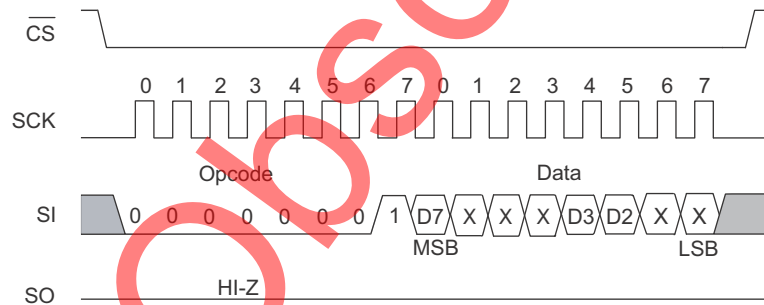 CS
0 1 2 3 4 5 6 7 0 1 2 3 4 5 6 7
SCK
Opcode Data
SI 0 0 0 0 0 0 0 1 D7 X X X D3 D2 X X
MSB LSB
HI-Z
SO
Obso